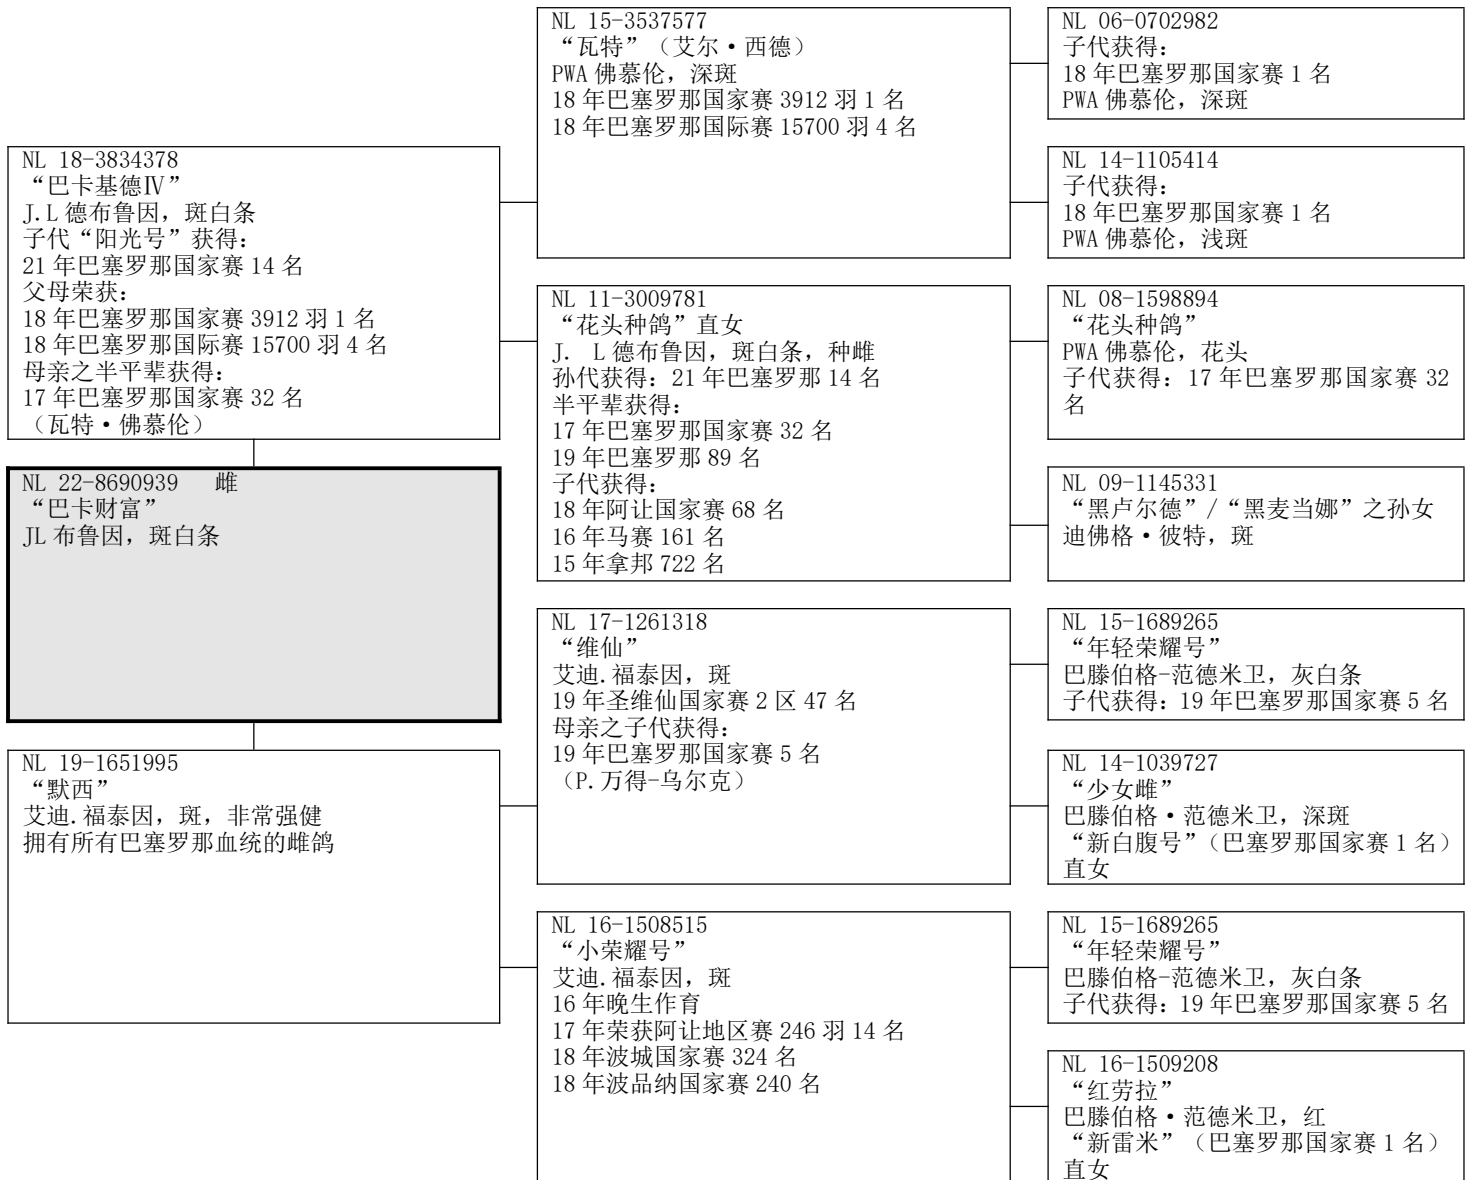 NL 18-3834378
“巴卡基德Ⅳ”
J.L 德布鲁因，斑白条
子代“阳光号”获得：
21 年巴塞罗那国家赛 14 名
父母荣获：
18 年巴塞罗那国家赛 3912 羽 1 名
18 年巴塞罗那国际赛 15700 羽 4 名
母亲之半平辈获得：
17 年巴塞罗那国家赛 32 名
（瓦特•佛慕伦）
NL 22-8690939 雌
“巴卡财富”
JL 布鲁因，斑白条
NL 19-1651995
“默西”
艾迪.福泰因，斑，非常强健
拥有所有巴塞罗那血统的雌鸽
NL 15-3537577
“瓦特”（艾尔•西德）
PWA 佛慕伦，深斑
18 年巴塞罗那国家赛 3912 羽 1 名
18 年巴塞罗那国际赛 15700 羽 4 名
NL 11-3009781
“花头种鸽”直女
J. L 德布鲁因，斑白条，种雌
孙代获得：21 年巴塞罗那 14 名
半平辈获得：
17 年巴塞罗那国家赛 32 名
19 年巴塞罗那 89 名
子代获得：
18 年阿让国家赛 68 名
16 年马赛 161 名
15 年拿邦 722 名
NL 17-1261318
“维仙”
艾迪.福泰因，斑
19 年圣维仙国家赛 2 区 47 名
母亲之子代获得：
19 年巴塞罗那国家赛 5 名
（P.万得-乌尔克）
NL 16-1508515
“小荣耀号”
艾迪.福泰因，斑
16 年晚生作育
17 年荣获阿让地区赛 246 羽 14 名
18 年波城国家赛 324 名
18 年波品纳国家赛 240 名
NL 06-0702982
子代获得：
18 年巴塞罗那国家赛 1 名
PWA 佛慕伦，深斑
NL 14-1105414
子代获得：
18 年巴塞罗那国家赛 1 名
PWA 佛慕伦，浅斑
NL 08-1598894
“花头种鸽”
PWA 佛慕伦，花头
子代获得：17 年巴塞罗那国家赛 32
名
NL 09-1145331
“黑卢尔德”/“黑麦当娜”之孙女
迪佛格•彼特，斑
NL 15-1689265
“年轻荣耀号”
巴滕伯格-范德米卫，灰白条
子代获得：19 年巴塞罗那国家赛 5 名
NL 14-1039727
“少女雌”
巴滕伯格•范德米卫，深斑
“新白腹号”（巴塞罗那国家赛 1 名）
直女
NL 15-1689265
“年轻荣耀号”
巴滕伯格-范德米卫，灰白条
子代获得：19 年巴塞罗那国家赛 5 名
NL 16-1509208
“红劳拉”
巴滕伯格•范德米卫，红
“新雷米”（巴塞罗那国家赛 1 名）
直女